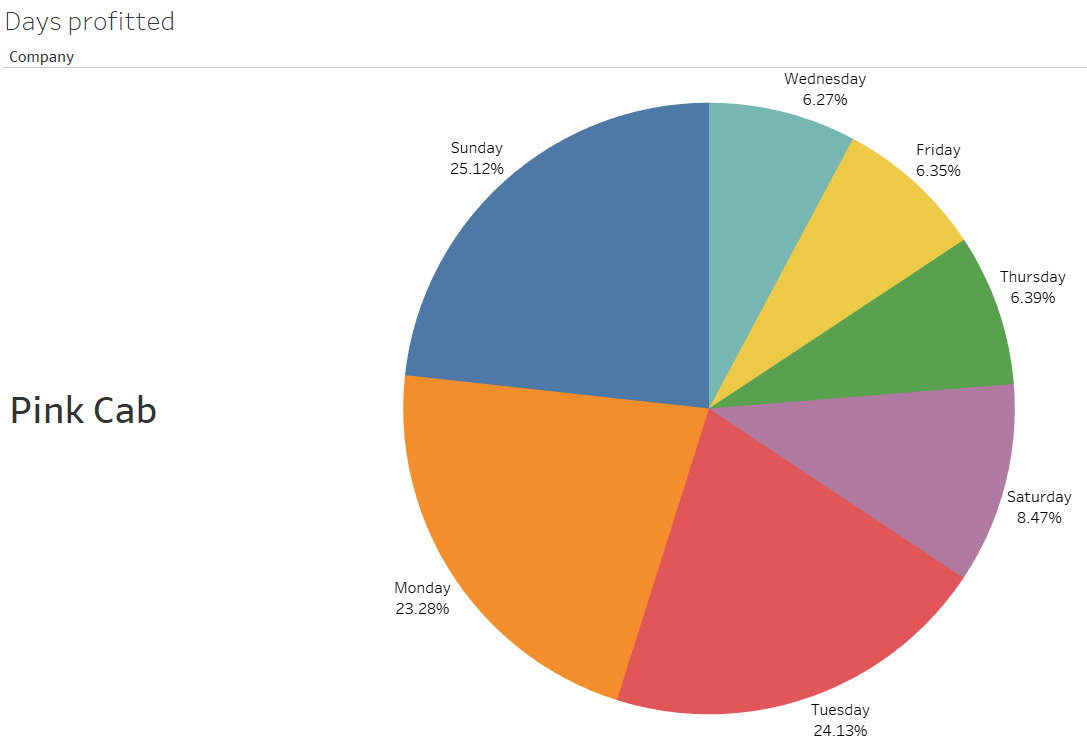 Days profitted
Company
Pink Cab
Wednesday
6.27%
Friday
6.35%
Thursday
6.39%
Saturday
8.47%
Tuesday
24.13%
Monday
23.28%
Sunday
25.12%